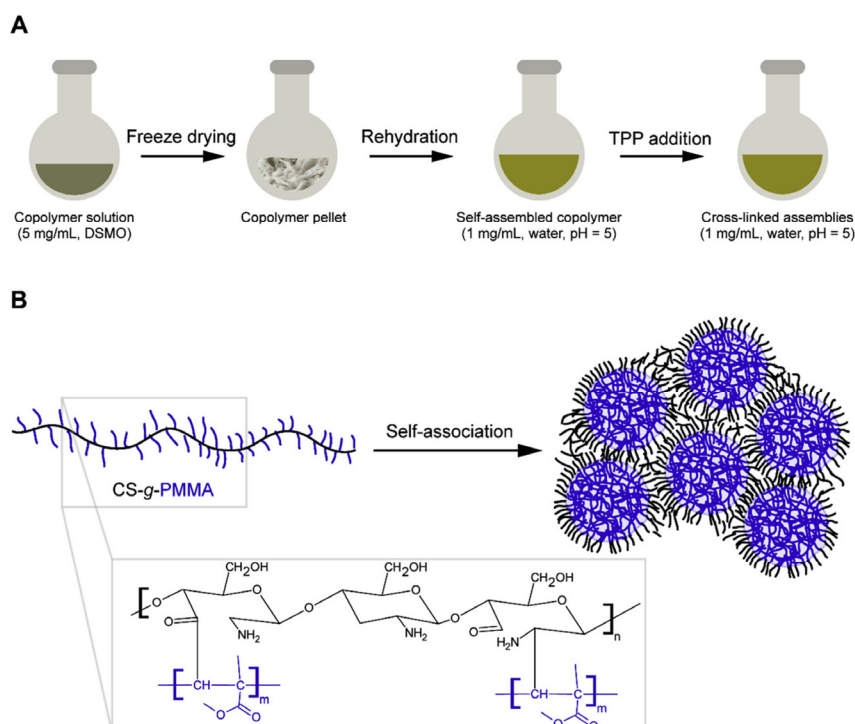 A
Freeze drying
Rehydration
TPP addition
Copolymer solution
(5 mg/mL, DSMO)
Copolymer pellet
Self-assembled copolymer
(1 mg/mL, water, pH = 5)
Cross-linked assemblies
(1 mg/mL, water, pH = 5)
B
CS-g-PMMA
Self-association
CH2OH
CH2OH
CH2OH
O
O
O
O
O
O
O
O
NH2
NH2
H2N
n
CH
C
m
O
O
CH
C
m
O
O